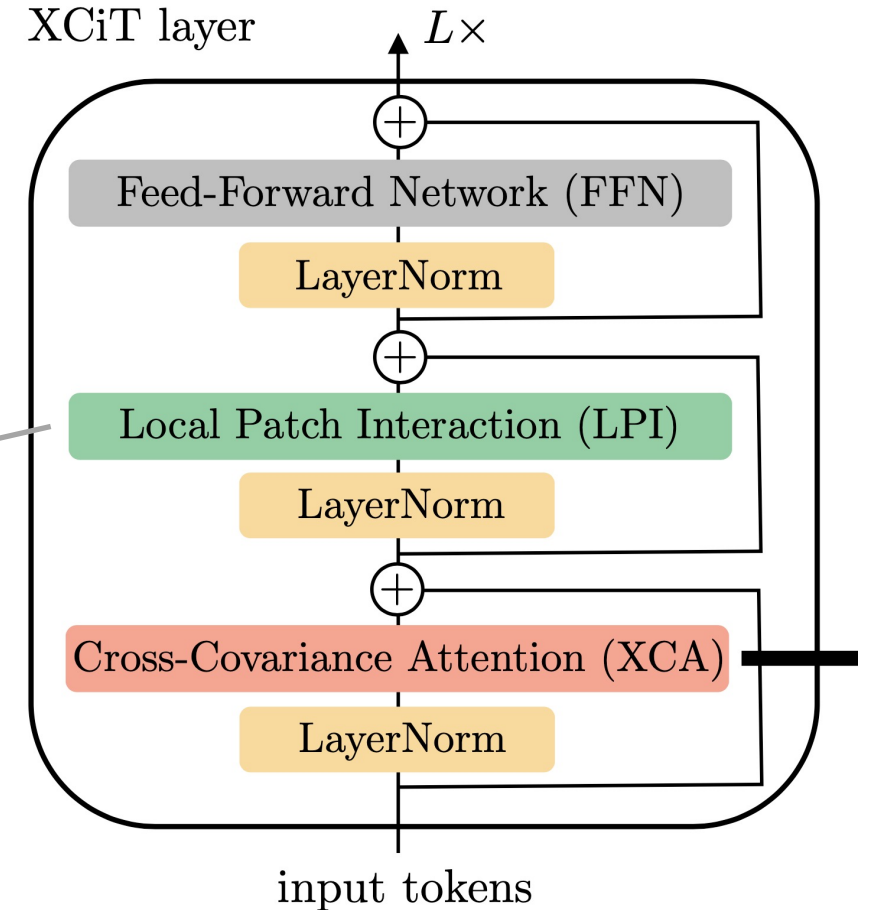 XCiT layer
L×
Feed-Forward Network (FFN)
LayerNorm
Local Patch Interaction (LPI)
LayerNorm
Cross-Covariance Attention (XCA)
LayerNorm
input tokens